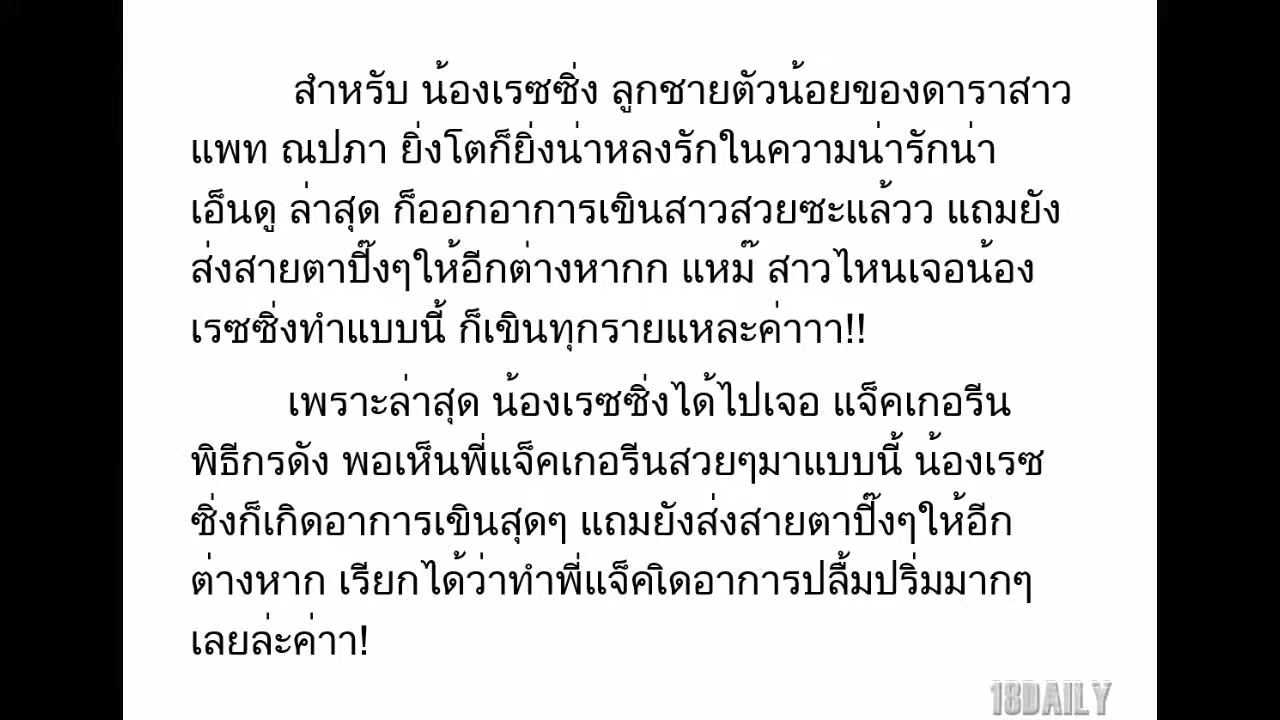 สำหรับ น้องเรซซิ่ง ลูกชายตัวน้อยของดาราสาว
แพท ณปภา ยิ่งโตก็ยิ่งน่าหลงรักในความน่ารักน่า
เอ็นดู ล่าสุด ก็ออกอาการเขินสาวสวยซะแล้วว แถมยัง
ส่งสายตาปิ๊งๆให้อีกต่างหากก แหม๊ สาวไหนเจอน้อง
เรซซิ่งทำแบบนี้ ก็เขินทุกรายแหละค่าาา!!
เพราะล่าสุด น้องเรซซิ่งได้ไปเจอ แจ็คเกอรีน
พิธีกรดัง พอเห็นพี่แจ็คเกอรีนสวยๆมาแบบนี้ น้องเรซ
ซิ่งก็เกิดอาการเขินสุดๆ แถมยังส่งสายตาปิ๊งๆให้อีก
ต่างหาก เรียกได้ว่าทำพี่แจ็คเิดอาการปลื้มปริ่มมากๆ
เลยล่ะค่าา!
18DAILY